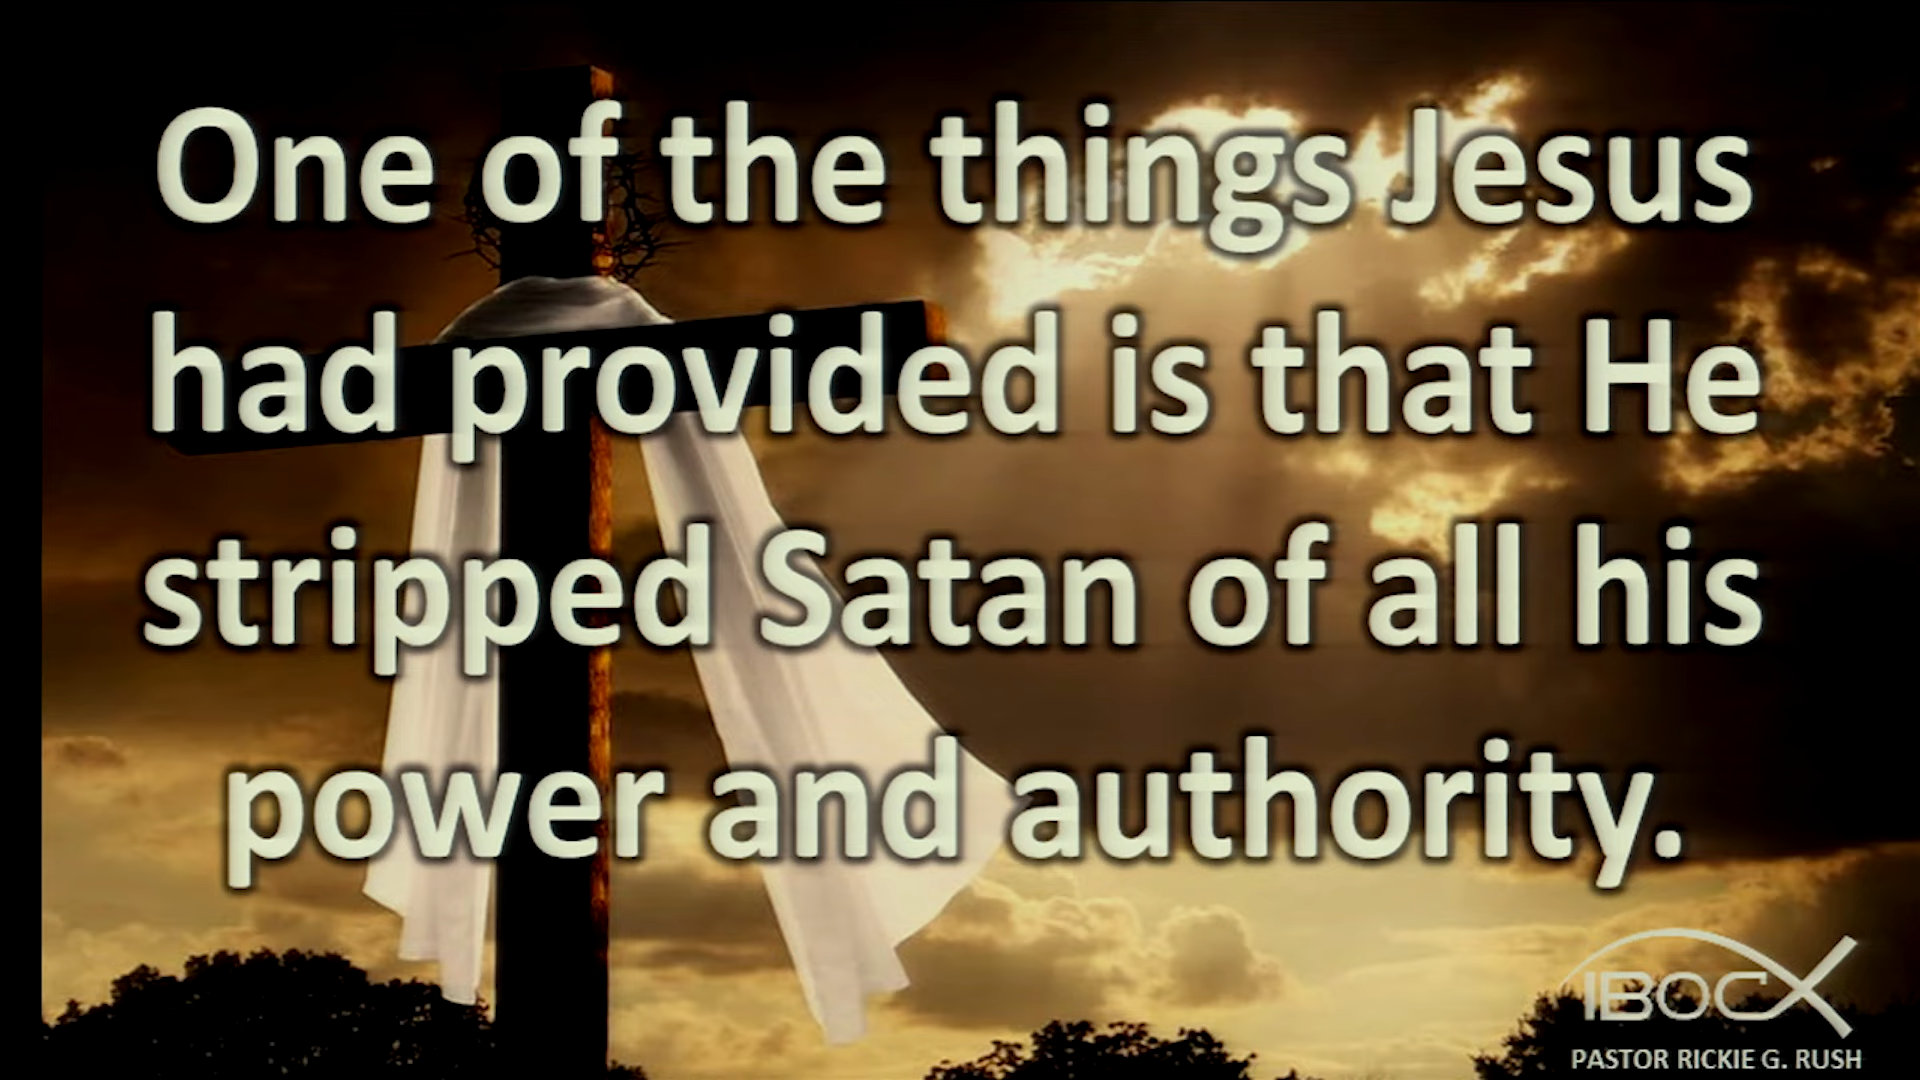 One of the things Jesus
had provided is that He
stripped Satan of all his
power and authority.
IBOC
PASTOR RICKIE G. RUSH